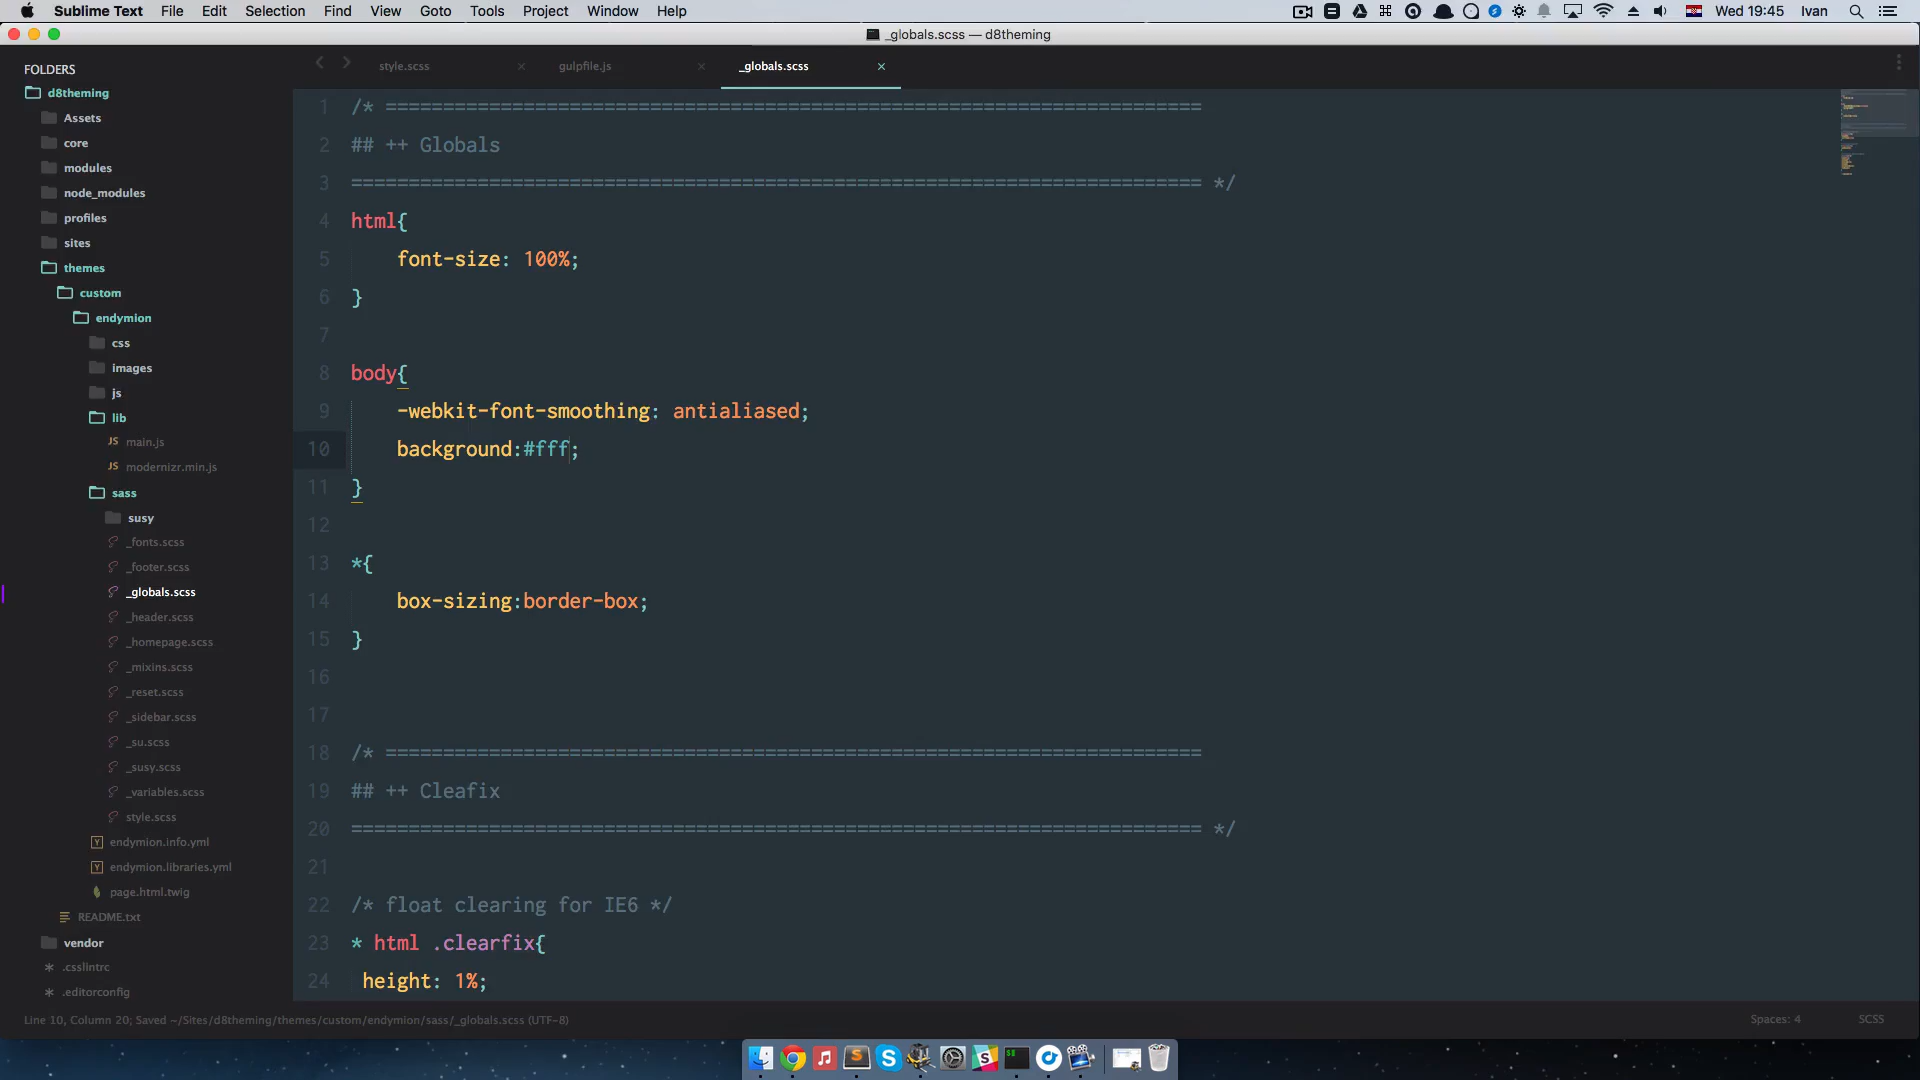 Sublime Text File Edit Selection Find View Goto Tools Project Window Help Wed 19:45 Ivan
_globals.scss — d8theming
FOLDERS
d8theming
Assets
core
modules
node_modules
profiles
sites
themes
custom
endymion
css
images
js
lib
JS main.js
JS modernizr.min.js
sass
susy
_fonts.scss
_footer.scss
_globals.scss
_header.scss
_homepage.scss
_mixins.scss
_reset.scss
_sidebar.scss
_su.scss
_susy.scss
_variables.scss
style.scss
Y endymion.info.yml
Y endymion.libraries.yml
page.html.twig
README.txt
vendor
* .csslintrc
* .editorconfig
style.scss × gulpfile.js × _globals.scss ×
1 /* =======================================================================
2 ## ++ Globals
3 ========================================================================== */
4 html{
5 font-size: 100%;
6 }
7
8 body{
9 -webkit-font-smoothing: antialiased;
10 background:#fff;
11 }
12
13 *{
14 box-sizing:border-box;
15 }
16
17
18 /* =======================================================================
19 ## ++ Cleafix
20 ========================================================================== */
21
22 /* float clearing for IE6 */
23 * html .clearfix{
24 height: 1%;
Line 10, Column 20; Saved ~/Sites/d8theming/themes/custom/endymion/sass/_globals.scss (UTF-8) Spaces: 4 SCSS